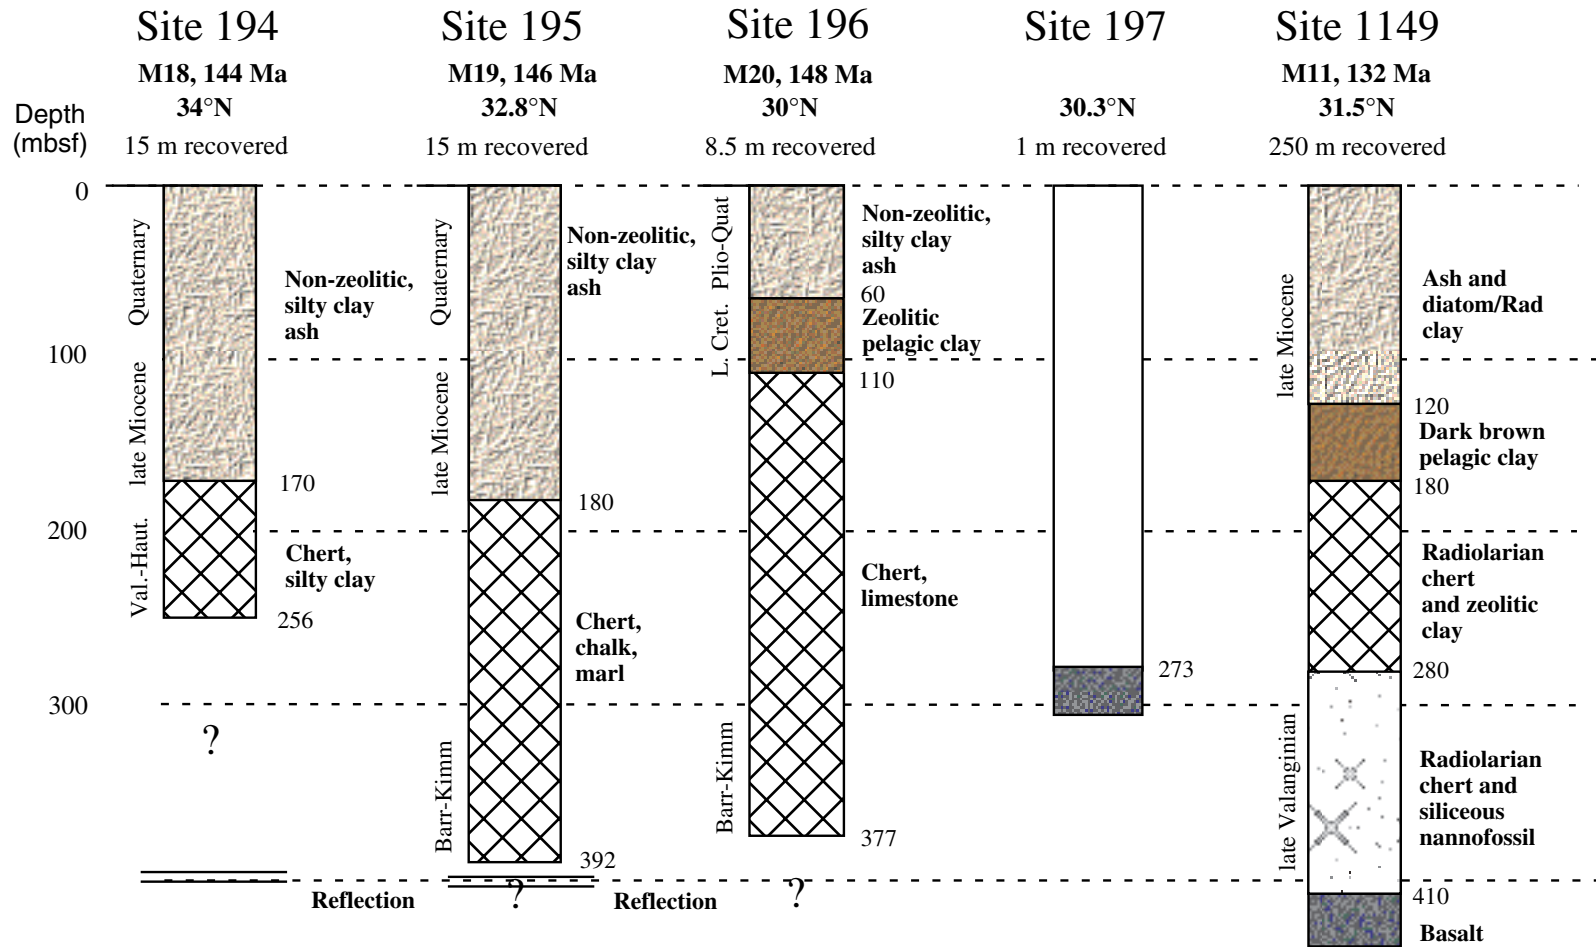 Site 194
Site 195
Site 196
Site 197
Site 1149
M18, 144 Ma
M19, 146 Ma
M20, 148 Ma
M11, 132 Ma
34°N
32.8°N
30°N
30.3°N
31.5°N
Depth
(mbsf)
15 m recovered
15 m recovered
8.5 m recovered
1 m recovered
250 m recovered
0
100
200
300
Quaternary
late Miocene
Val.-Haut.
Non-zeolitic,
silty clay
ash
170
Chert,
silty clay
256
?
Reflection
Quaternary
late Miocene
Barr-Kimm
Non-zeolitic,
silty clay
ash
180
Chert,
chalk,
marl
392
?
Reflection
Plio-Quat
L. Cret.
Barr-Kimm
Non-zeolitic,
silty clay
ash
60
Zeolitic
pelagic clay
110
Chert,
limestone
377
?
273
late Miocene
late Valanginian
Ash and
diatom/Rad
clay
120
Dark brown
pelagic clay
180
Radiolarian
chert
and zeolitic
clay
280
Radiolarian
chert and
siliceous
nannofossil
410
Basalt